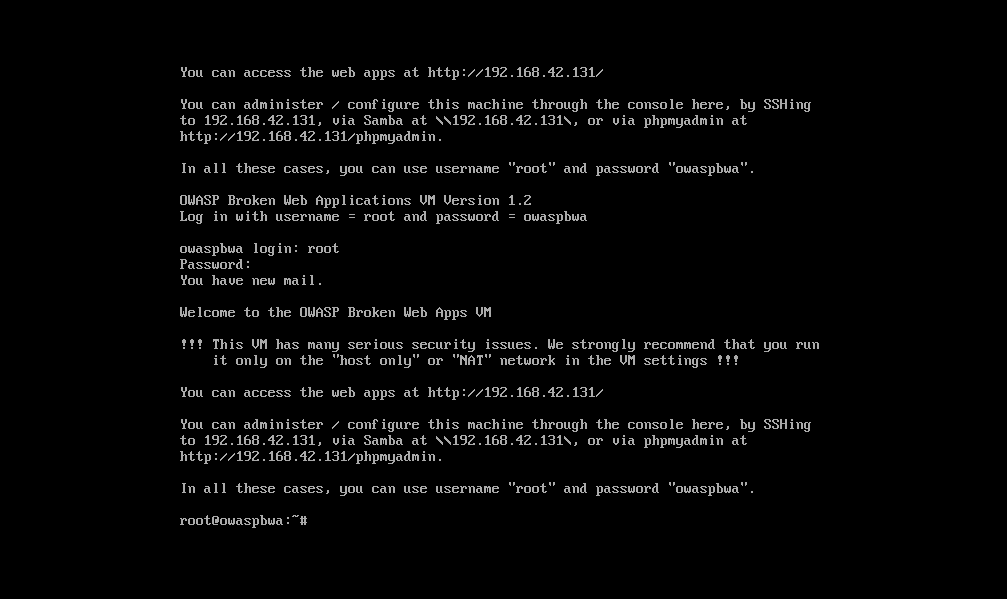 You can access the web apps at http://192.168.42.131/
You can administer / configure this machine through the console here, by SSHing
to 192.168.42.131, via Samba at \\192.168.42.131\, or via phpmyadmin at
http://192.168.42.131/phpmyadmin.
In all these cases, you can use username "root" and password "owaspbwa".
OWASP Broken Web Applications VM Version 1.2
Log in with username = root and password = owaspbwa
owaspbwa login: root
Password:
You have new mail.
Welcome to the OWASP Broken Web Apps VM
!!! This VM has many serious security issues. We strongly recommend that you run
it only on the "host only" or "NAT" network in the VM settings !!!
You can access the web apps at http://192.168.42.131/
You can administer / configure this machine through the console here, by SSHing
to 192.168.42.131, via Samba at \\192.168.42.131\, or via phpmyadmin at
http://192.168.42.131/phpmyadmin.
In all these cases, you can use username "root" and password "owaspbwa".
root@owaspbwa:~#